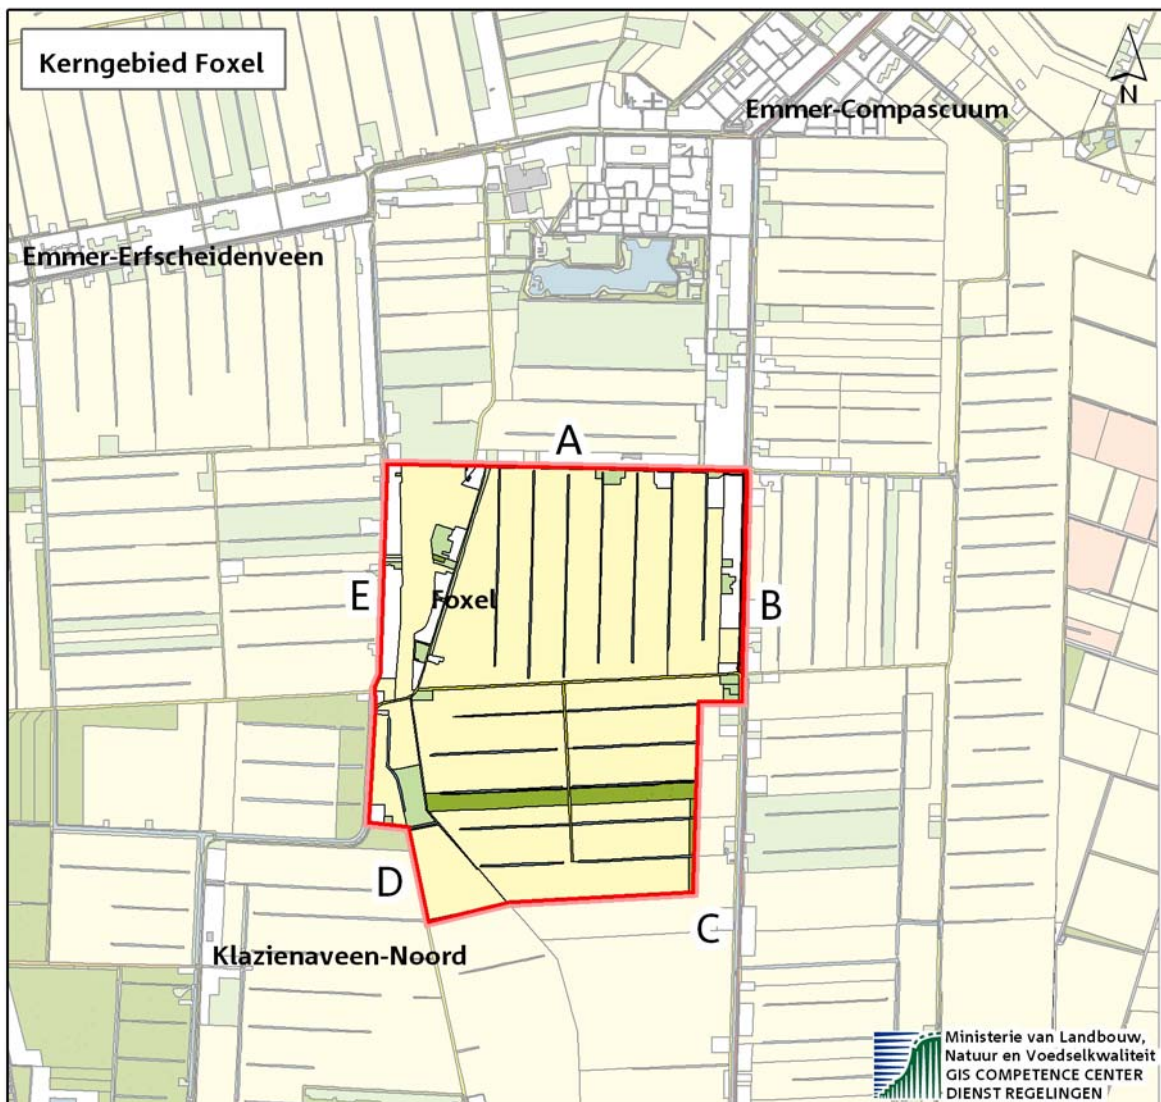 Kerngebied Foxel
N
Emmer-Compascuum
Emmer-Erfscheidenveen
A
E
Foxel
B
D
C
Klazienaveen-Noord
Ministerie van Landbouw,
Natuur en Voedselkwaliteit
GIS COMPETENCE CENTER
DIENST REGELINGEN